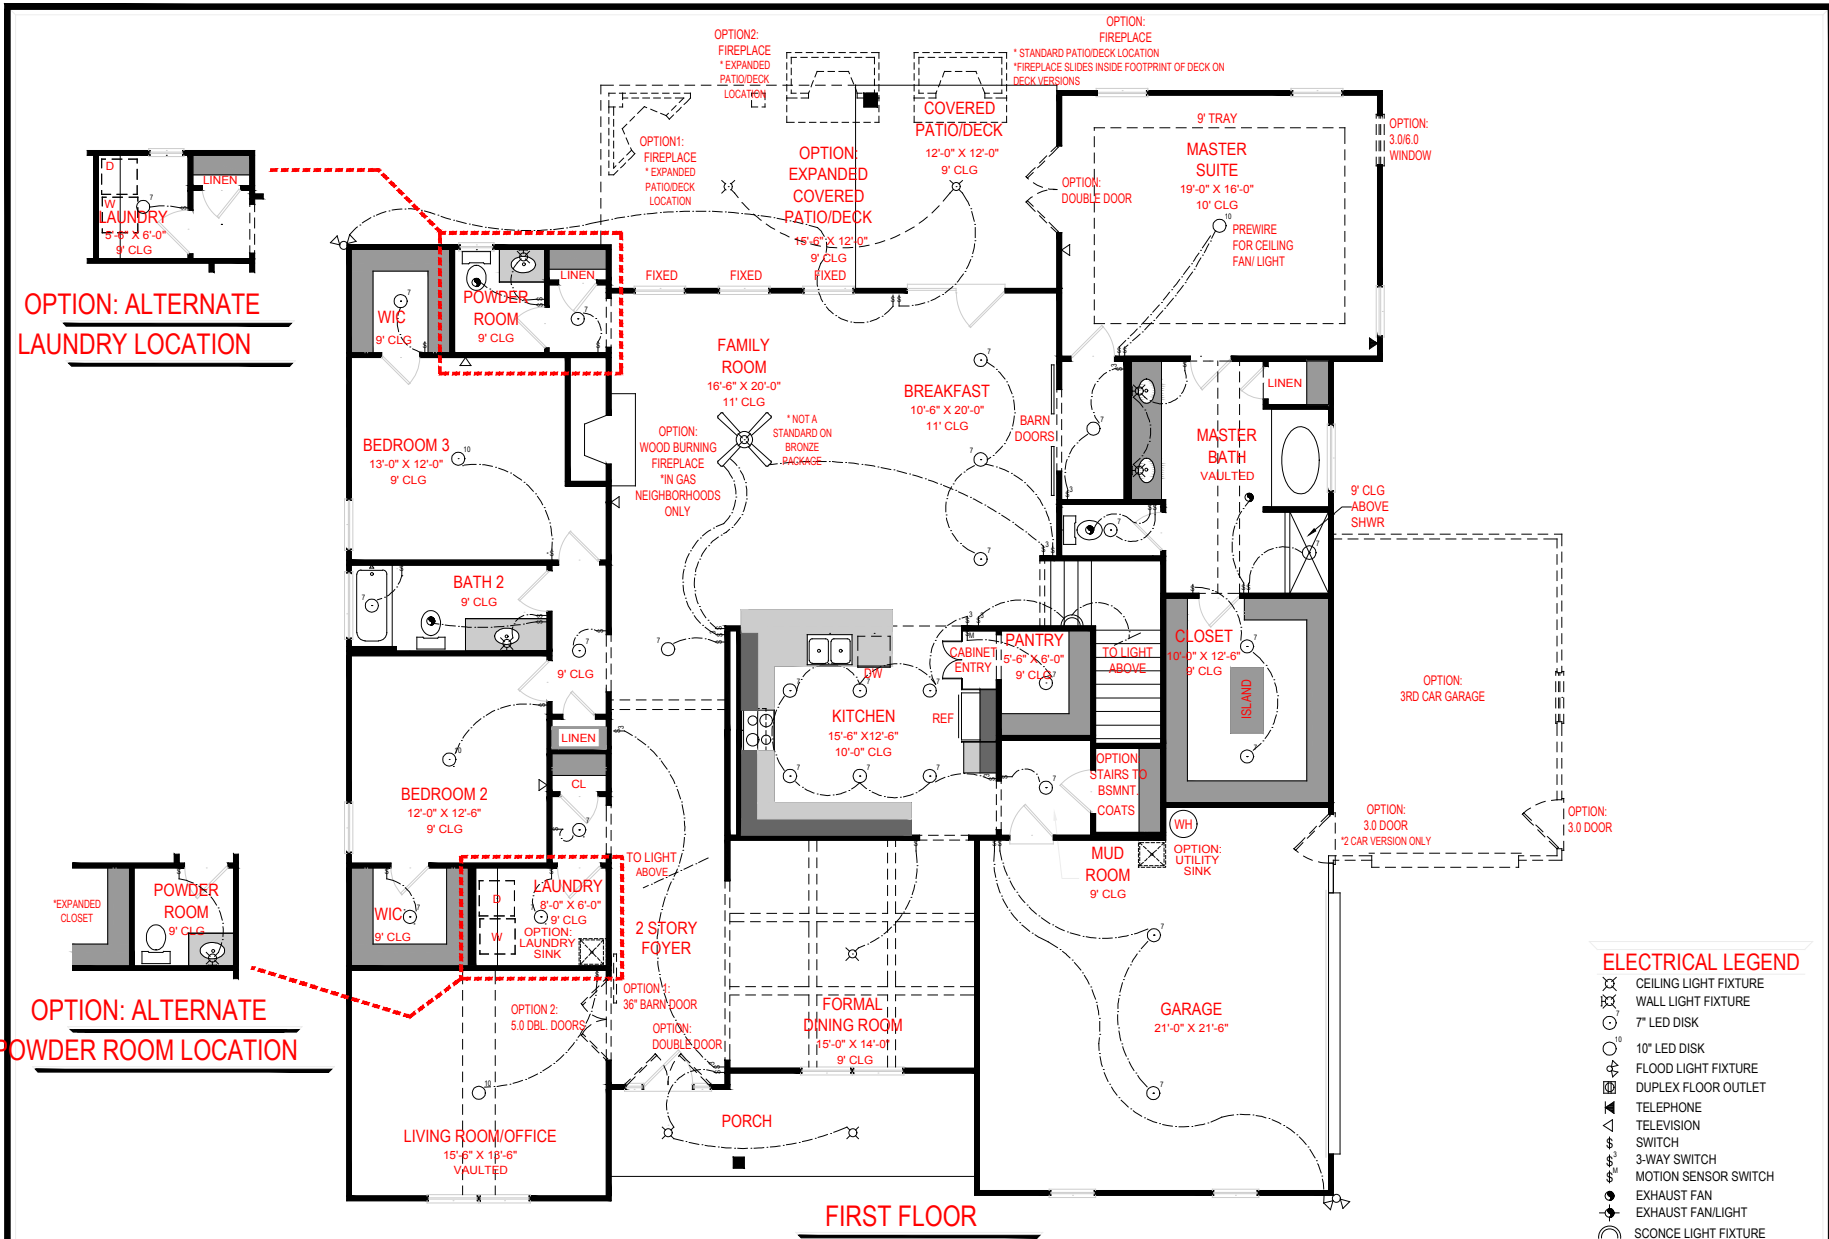 OPTION:
FIREPLACE
* STANDARD PATIO/DECK LOCATION
*FIREPLACE SLIDES INSIDE FOOTPRINT OF DECK ON
DECK VERSIONS
OPTION2:
FIREPLACE
* EXPANDED
PATIO/DECK
LOCATION
COVERED
PATIO/DECK
12'-0" X 12'-0"
9' CLG
OPTION1:
FIREPLACE
* EXPANDED
PATIO/DECK
LOCATION
OPTION:
EXPANDED
COVERED
PATIO/DECK
15'-6" X 12'-0"
9' CLG
OPTION:
DOUBLE DOOR
9' TRAY
MASTER
SUITE
19'-0" X 16'-0"
10' CLG
10
PREWIRE
FOR CEILING
FAN/ LIGHT
OPTION:
3.0/6.0
WINDOW
D
W
LINEN
7
LAUNDRY
5'-6" X 6'-0"
9' CLG
OPTION: ALTERNATE
LAUNDRY LOCATION
WIC
9' CLG
POWDER
ROOM
9' CLG
LINEN
FIXED
FIXED
FIXED
FAMILY
ROOM
16'-6" X 20'-0"
11' CLG
* NOT A
STANDARD ON
BRONZE
PACKAGE
OPTION:
WOOD BURNING
FIREPLACE
*IN GAS
NEIGHBORHOODS
ONLY
BREAKFAST
10'-6" X 20'-0"
11' CLG
BARN
DOORS
LINEN
MASTER
BATH
VAULTED
9' CLG
ABOVE
SHWR
BEDROOM 3
13'-0" X 12'-0"
9' CLG
10
BATH 2
9' CLG
9' CLG
LINEN
CL
BEDROOM 2
12'-0" X 12'-6"
9' CLG
10
CABINET
ENTRY
PANTRY
5'-6" X 6'-0"
9' CLG
TO LIGHT
ABOVE
CLOSET
10'-0" X 12'-6"
9' CLG
ISLAND
DW
KITCHEN
15'-6" X12'-6"
10'-0" CLG
REF
OPTION
STAIRS TO
BSMNT.
COATS
OPTION:
3RD CAR GARAGE
OPTION:
3.0 DOOR
*2 CAR VERSION ONLY
OPTION:
3.0 DOOR
WH
OPTION:
UTILITY
SINK
MUD
ROOM
9' CLG
TO LIGHT
ABOVE
2 STORY
FOYER
*EXPANDED
CLOSET
POWDER
ROOM
9' CLG
OPTION: ALTERNATE
POWDER ROOM LOCATION
WIC
9' CLG
D
W
LAUNDRY
8'-0" X 6'-0"
9' CLG
OPTION:
LAUNDRY
SINK
OPTION 2:
5.0 DBL. DOORS
OPTION 1:
36" BARN DOOR
OPTION:
DOUBLE DOOR
FORMAL
DINING ROOM
15'-0" X 14'-0"
9' CLG
GARAGE
21'-0" X 21'-6"
PORCH
10
LIVING ROOM/OFFICE
15'-6" X 13'-6"
VAULTED
FIRST FLOOR
ELECTRICAL LEGEND
CEILING LIGHT FIXTURE
WALL LIGHT FIXTURE
7 7" LED DISK
10 10" LED DISK
FLOOD LIGHT FIXTURE
DUPLEX FLOOR OUTLET
TELEPHONE
TELEVISION
$ SWITCH
$3 3-WAY SWITCH
$M MOTION SENSOR SWITCH
EXHAUST FAN
EXHAUST FAN/LIGHT
SCONCE LIGHT FIXTURE